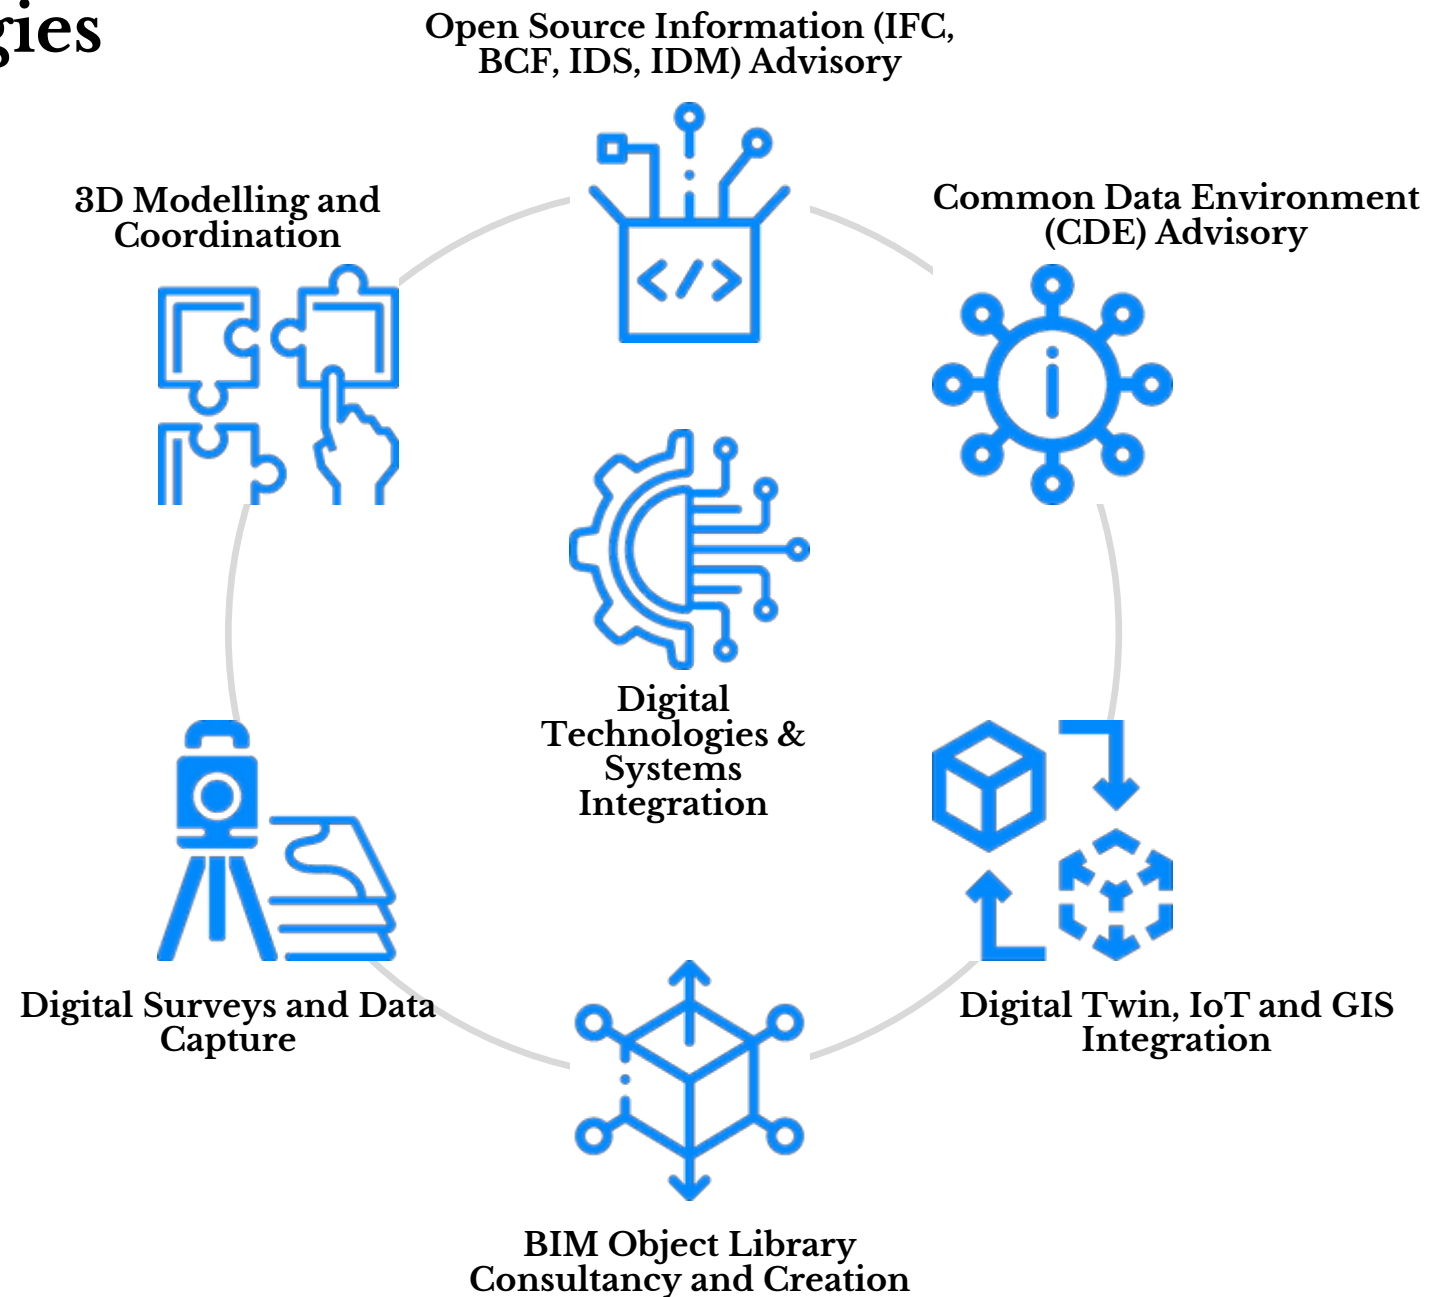 gies
Open Source Information (IFC,
BCF, IDS, IDM) Advisory
3D Modelling and
Coordination
Common Data Environment
(CDE) Advisory
</>
i
Digital
Technologies &
Systems
Integration
Digital Surveys and Data
Capture
Digital Twin, IoT and GIS
Integration
BIM Object Library
Consultancy and Creation